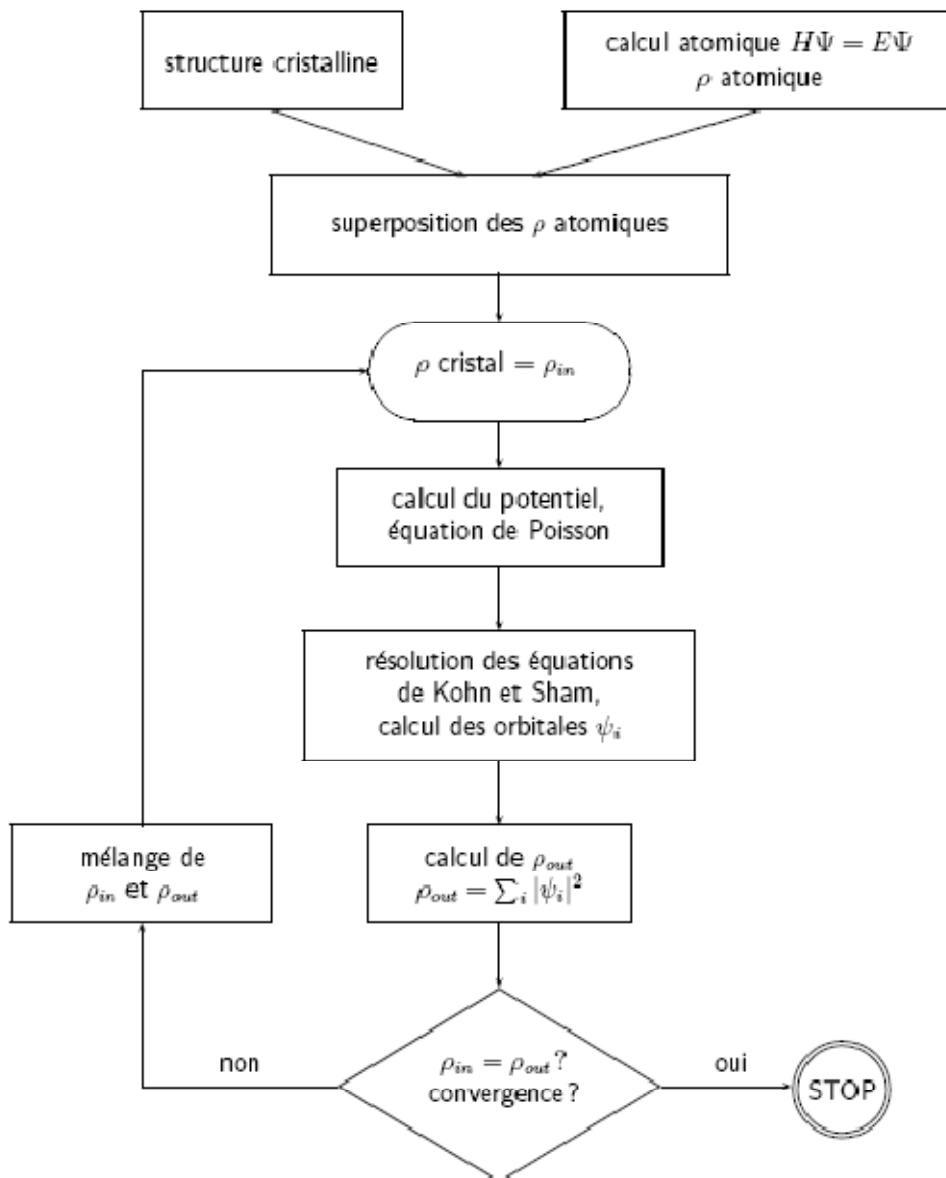 structure cristalline
calcul atomique HΨ = EΨ
ρ atomique
superposition des ρ atomiques
ρ cristal = ρ_in
calcul du potentiel,
équation de Poisson
résolution des équations
de Kohn et Sham,
calcul des orbitales ψ_i
mélange de
ρ_in et ρ_out
calcul de ρ_out
ρ_out = ∑_i |ψ_i|²
non
ρ_in = ρ_out ?
convergence ?
oui
STOP